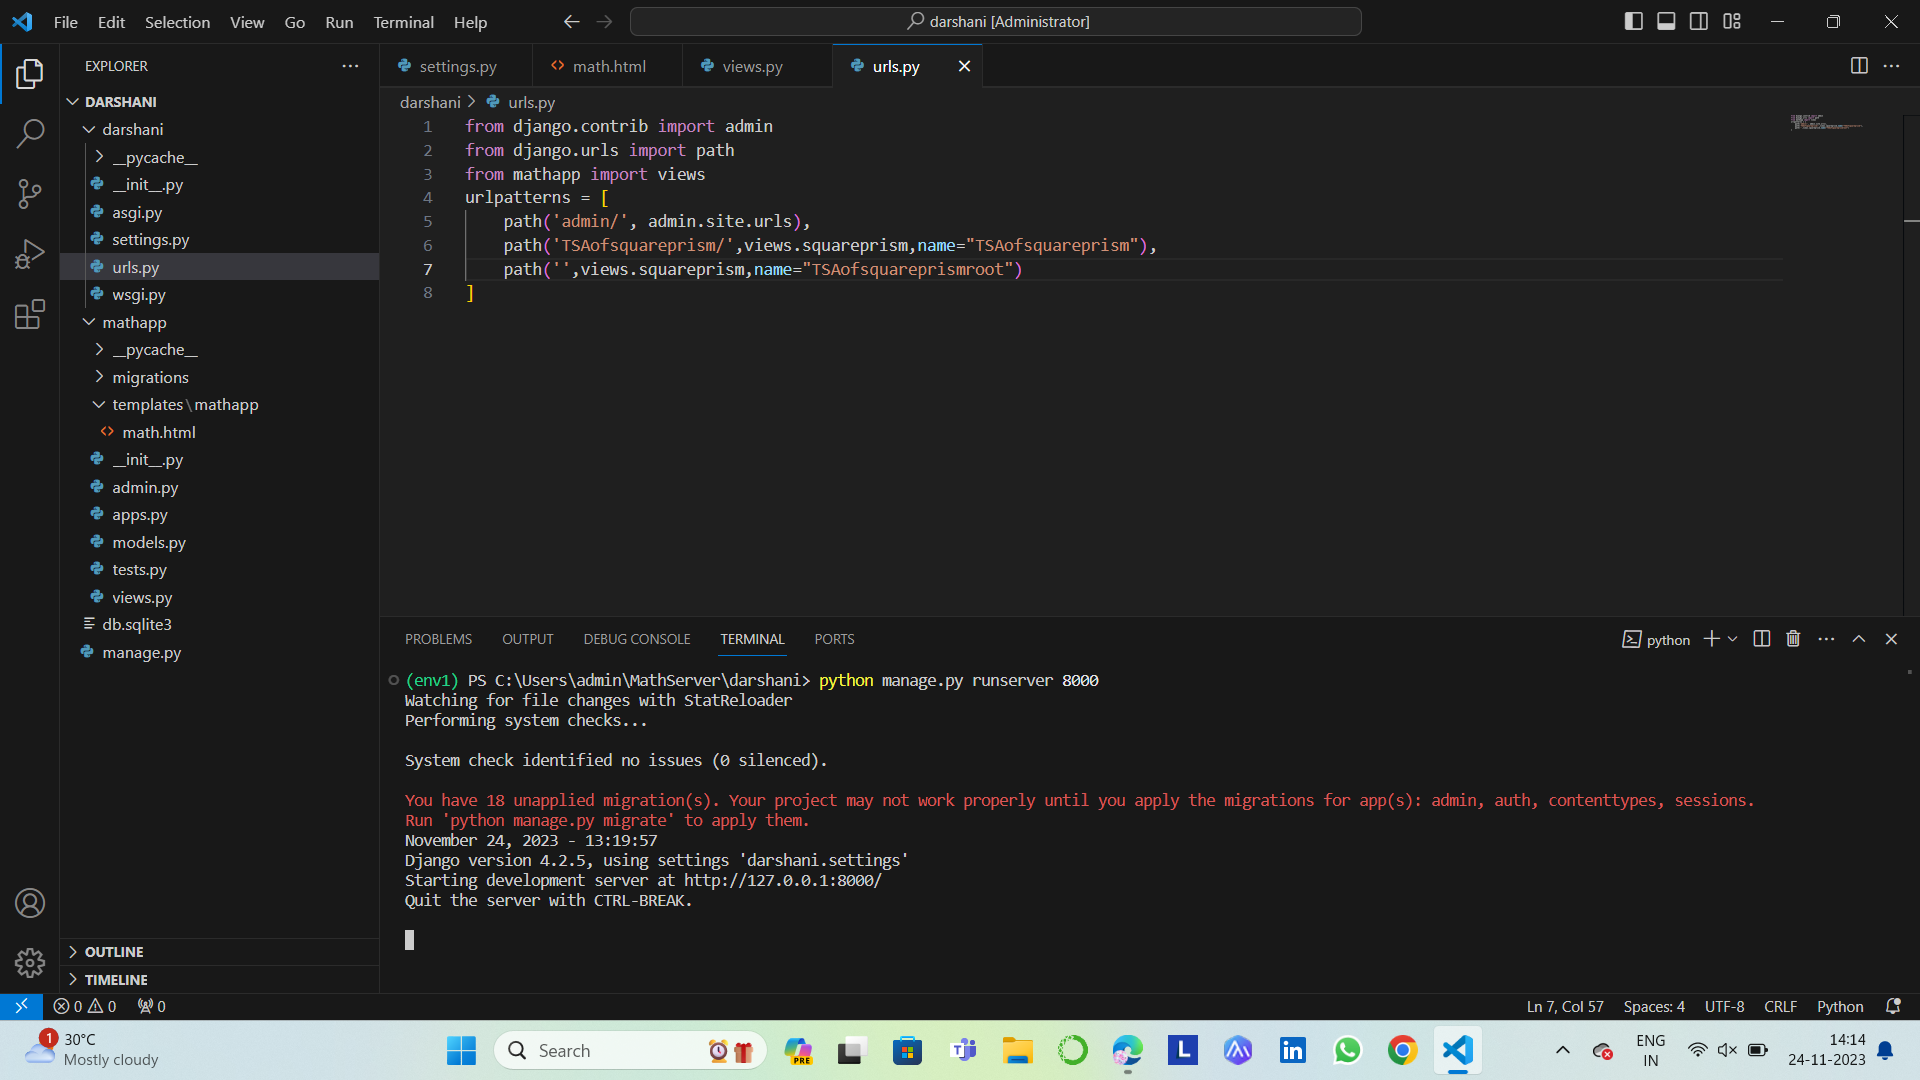 File Edit Selection View Go Run Terminal Help
darshani [Administrator]
EXPLORER
DARSHANI
darshani
__pycache__
__init__.py
asgi.py
settings.py
urls.py
wsgi.py
mathapp
__pycache__
migrations
templates\mathapp
math.html
__init__.py
admin.py
apps.py
models.py
tests.py
views.py
db.sqlite3
manage.py
OUTLINE
TIMELINE
settings.py
math.html
views.py
urls.py
darshani > urls.py
1 from django.contrib import admin
2 from django.urls import path
3 from mathapp import views
4 urlpatterns = [
5 path('admin/', admin.site.urls),
6 path('TSAofsquareprism/',views.squareprism,name="TSAofsquareprism"),
7 path('',views.squareprism,name="TSAofsquareprismroot")
8 ]
PROBLEMS OUTPUT DEBUG CONSOLE TERMINAL PORTS
python
(env1) PS C:\Users\admin\MathServer\darshani> python manage.py runserver 8000
Watching for file changes with StatReloader
Performing system checks...
System check identified no issues (0 silenced).
You have 18 unapplied migration(s). Your project may not work properly until you apply the migrations for app(s): admin, auth, contenttypes, sessions.
Run 'python manage.py migrate' to apply them.
November 24, 2023 - 13:19:57
Django version 4.2.5, using settings 'darshani.settings'
Starting development server at http://127.0.0.1:8000/
Quit the server with CTRL-BREAK.
0 0 0
Ln 7, Col 57 Spaces: 4 UTF-8 CRLF Python
1
30°C
Mostly cloudy
Search
PRE
L
in
ENG
IN
14:14
24-11-2023